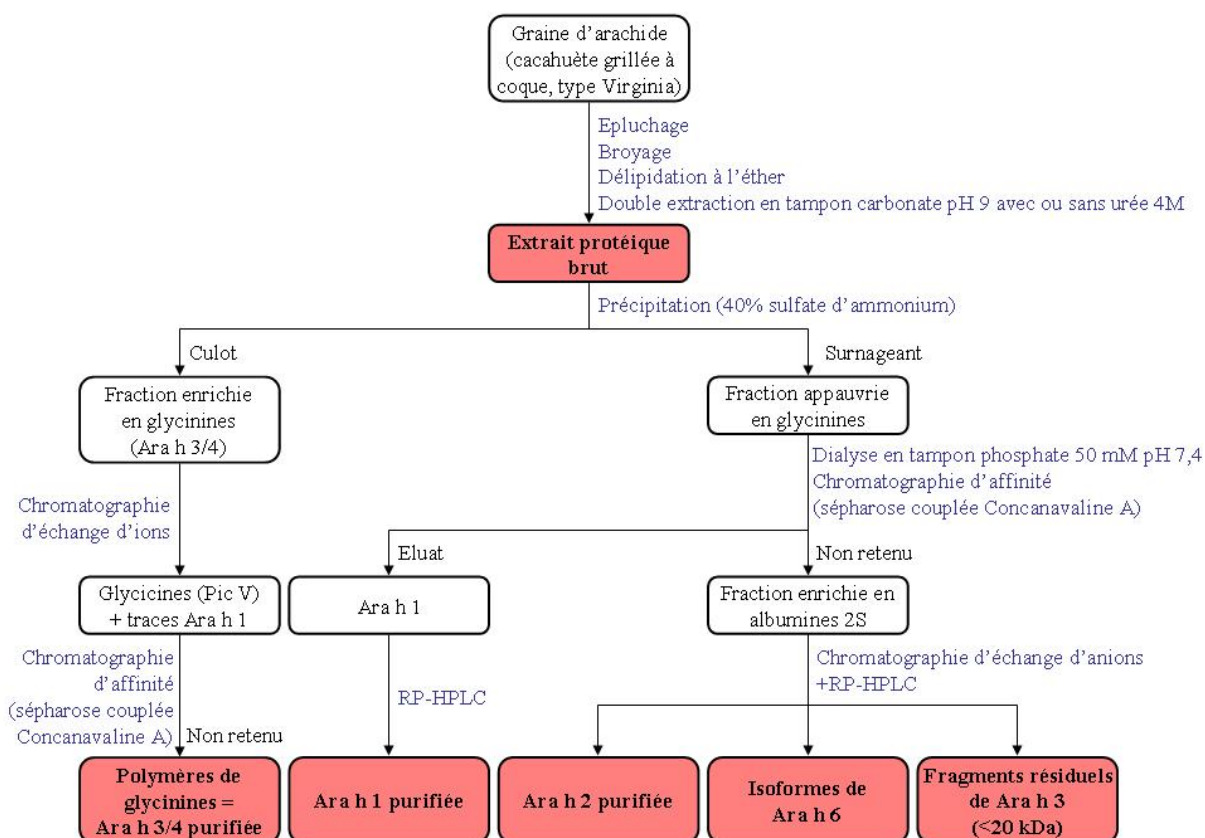 Graine d'arachide
(cacahuète grillée à
coque, type Virginia)
Epluchage
Broyage
Délipidation à l'éther
Double extraction en tampon carbonate pH 9 avec ou sans urée 4M
Extrait protéique
brut
Précipitation (40% sulfate d'ammonium)
Culot
Surnageant
Fraction enrichie
en glycinines
(Ara h 3/4)
Fraction appauvrie
en glycinines
Dialyse en tampon phosphate 50 mM pH 7,4
Chromatographie d'affinité
(sépharose couplée Concanavaline A)
Chromatographie
d'échange d'ions
Eluat
Non retenu
Glycicines (Pic V)
+ traces Ara h 1
Ara h 1
Fraction enrichie en
albumines 2S
Chromatographie
d'affinité
(sépharose couplée
Concanavaline A)
Non retenu
RP-HPLC
Chromatographie d'échange d'anions
+RP-HPLC
Polymères de
glycinines =
Ara h 3/4 purifiée
Ara h 1 purifiée
Ara h 2 purifiée
Isoformes de
Ara h 6
Fragments résiduels
de Ara h 3
(<20 kDa)